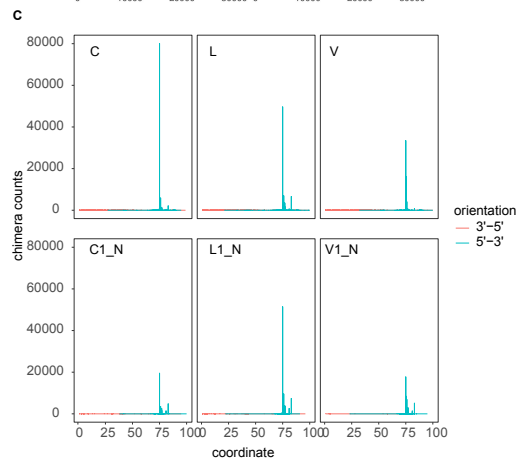 C
C L V
80000
60000
40000
20000
0
chimera counts
orientation
3'−5'
5'−3'
C1_N L1_N V1_N
80000
60000
40000
20000
0
0 25 50 75 100 0 25 50 75 100 0 25 50 75 100
coordinate